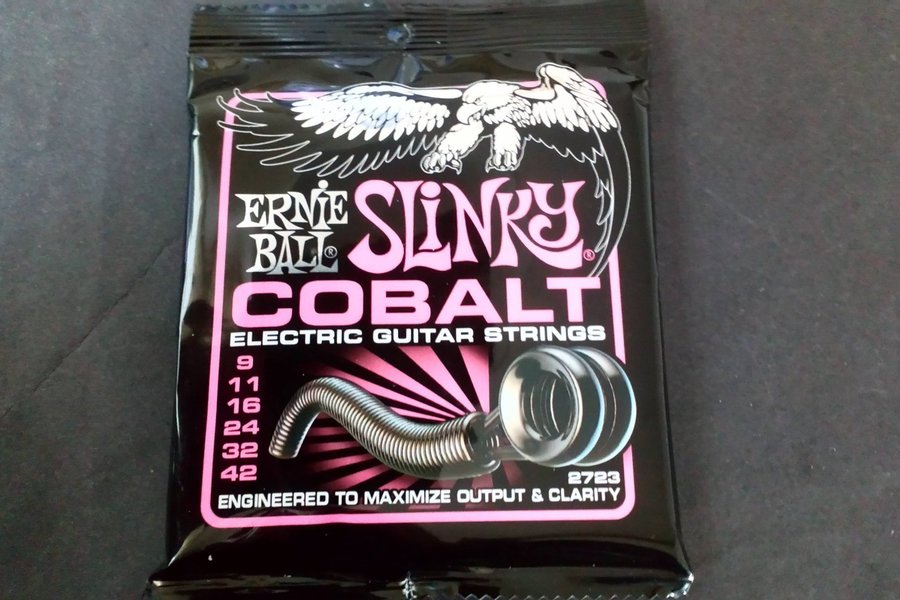 ERNIE
BALL®
SLINKY®
COBALT
ELECTRIC GUITAR STRINGS
9
11
16
24
32
42
2723
ENGINEERED TO MAXIMIZE OUTPUT & CLARITY